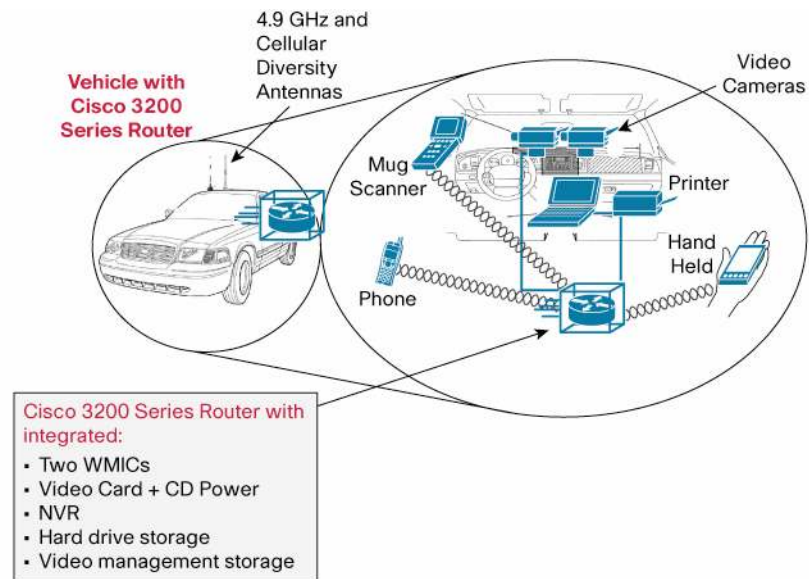 4.9 GHz and
Cellular
Diversity
Antennas
Vehicle with
Cisco 3200
Series Router
Video
Cameras
Mug
Scanner
Printer
Hand
Held
Phone
Cisco 3200 Series Router with
integrated:
▪ Two WMICs
▪ Video Card + CD Power
▪ NVR
▪ Hard drive storage
▪ Video management storage